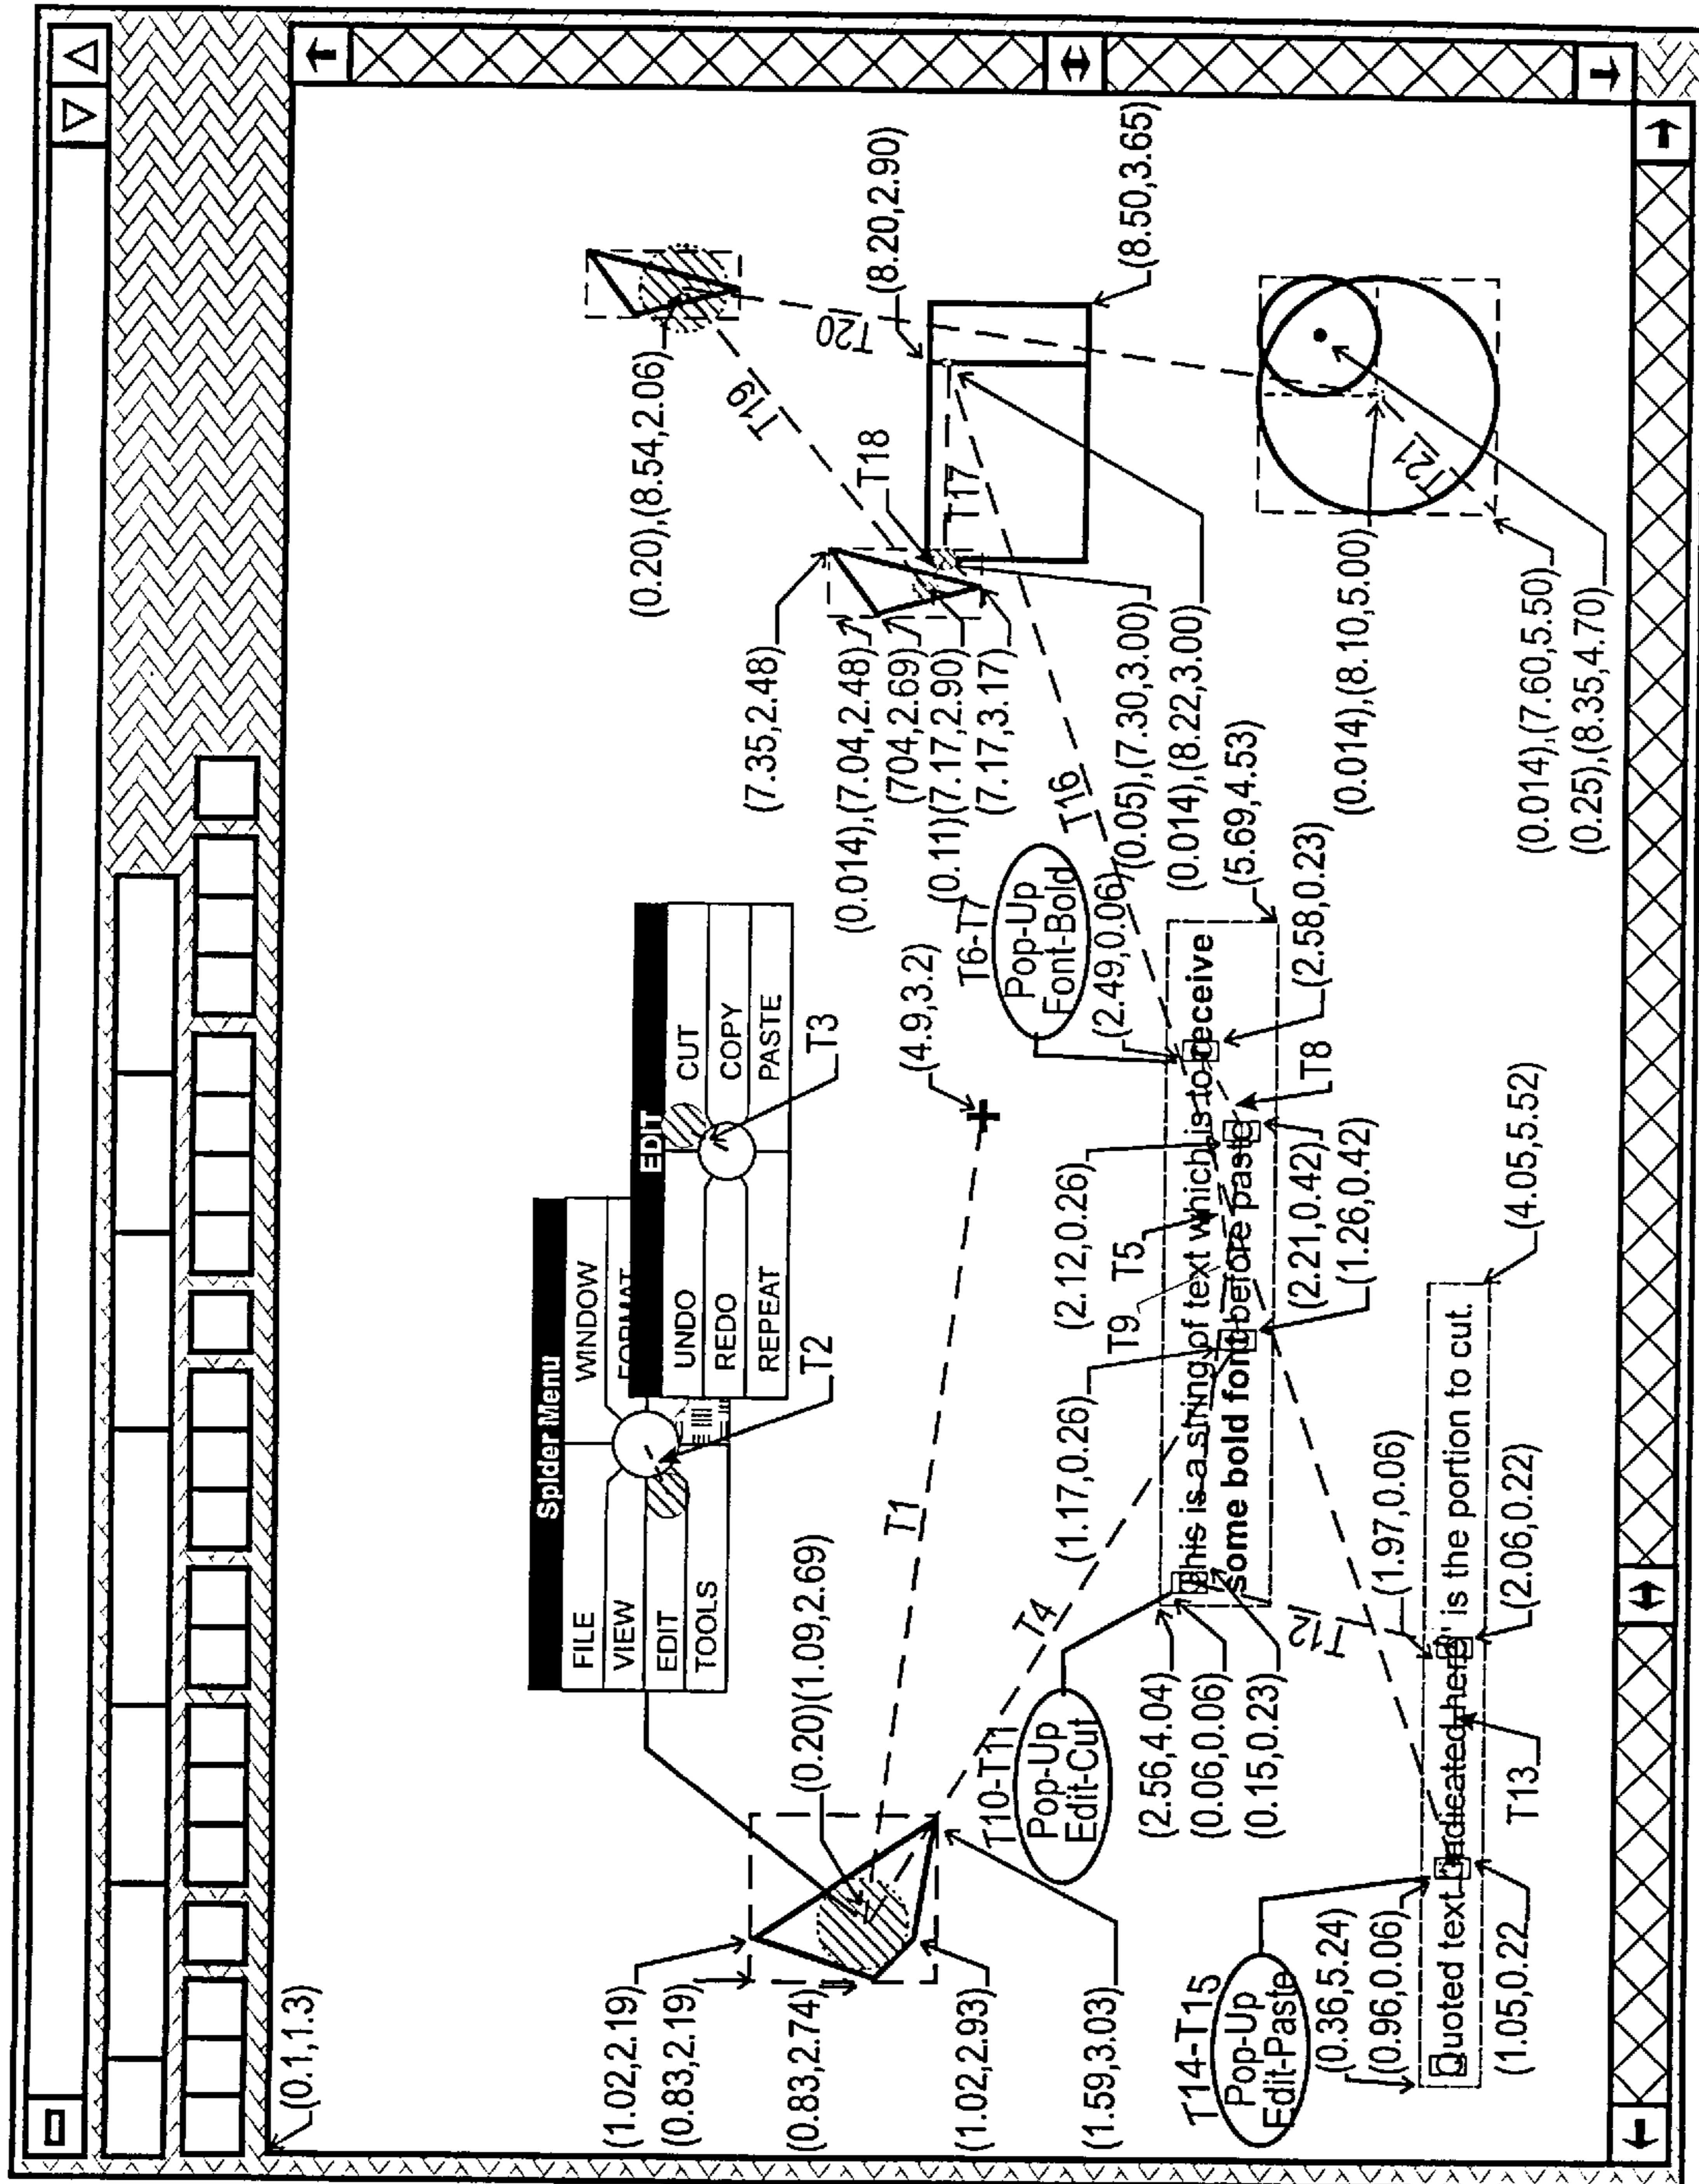 (0.1,1.3)
Spider Menu
FILE
WINDOW
VIEW
FORMAT
EDIT
TOOLS
EDIT
UNDO
CUT
REDO
COPY
REPEAT
PASTE
T2
T3
(1.02,2.19)
(0.83,2.19)
(0.83,2.74)
(1.02,2.93)
(1.59,3.03)
(0.20)(1.09,2.69)
T1
(4.9,3.2)
(0.20),(8.54,2.06)
T19
T20
(8.20,2.90)
(7.35,2.48)
T18
T17
(0.014),(7.04,2.48)
(704,2.69)
(0.11)(7.17,2.90)
(7.17,3.17)
(8.50,3.65)
T16
T4
T10-T11
Pop-Up
Edit-Cut
T6-T7
Pop-Up
Font-Bold
(2.49,0.06)
(0.05),(7.30,3.00)
(0.014),(8.22,3.00)
(5.69,4.53)
(2.56,4.04)
(0.06,0.06)
(0.15,0.23)
(1.17,0.26)
(2.12,0.26)
T9
T5
This is a string of text which is to receive
some bold font before paste
(2.58,0.23)
T8
(2.21,0.42)
(1.26,0.42)
(0.014),(8.10,5.00)
T21
(0.014),(7.60,5.50)
(0.25),(8.35,4.70)
T14-T15
Pop-Up
Edit-Paste
(0.36,5.24)
(0.96,0.06)
T12
(1.97,0.06)
(4.05,5.52)
Quoted text indicated here' is the portion to cut.
(1.05,0.22
T13
(2.06,0.22)